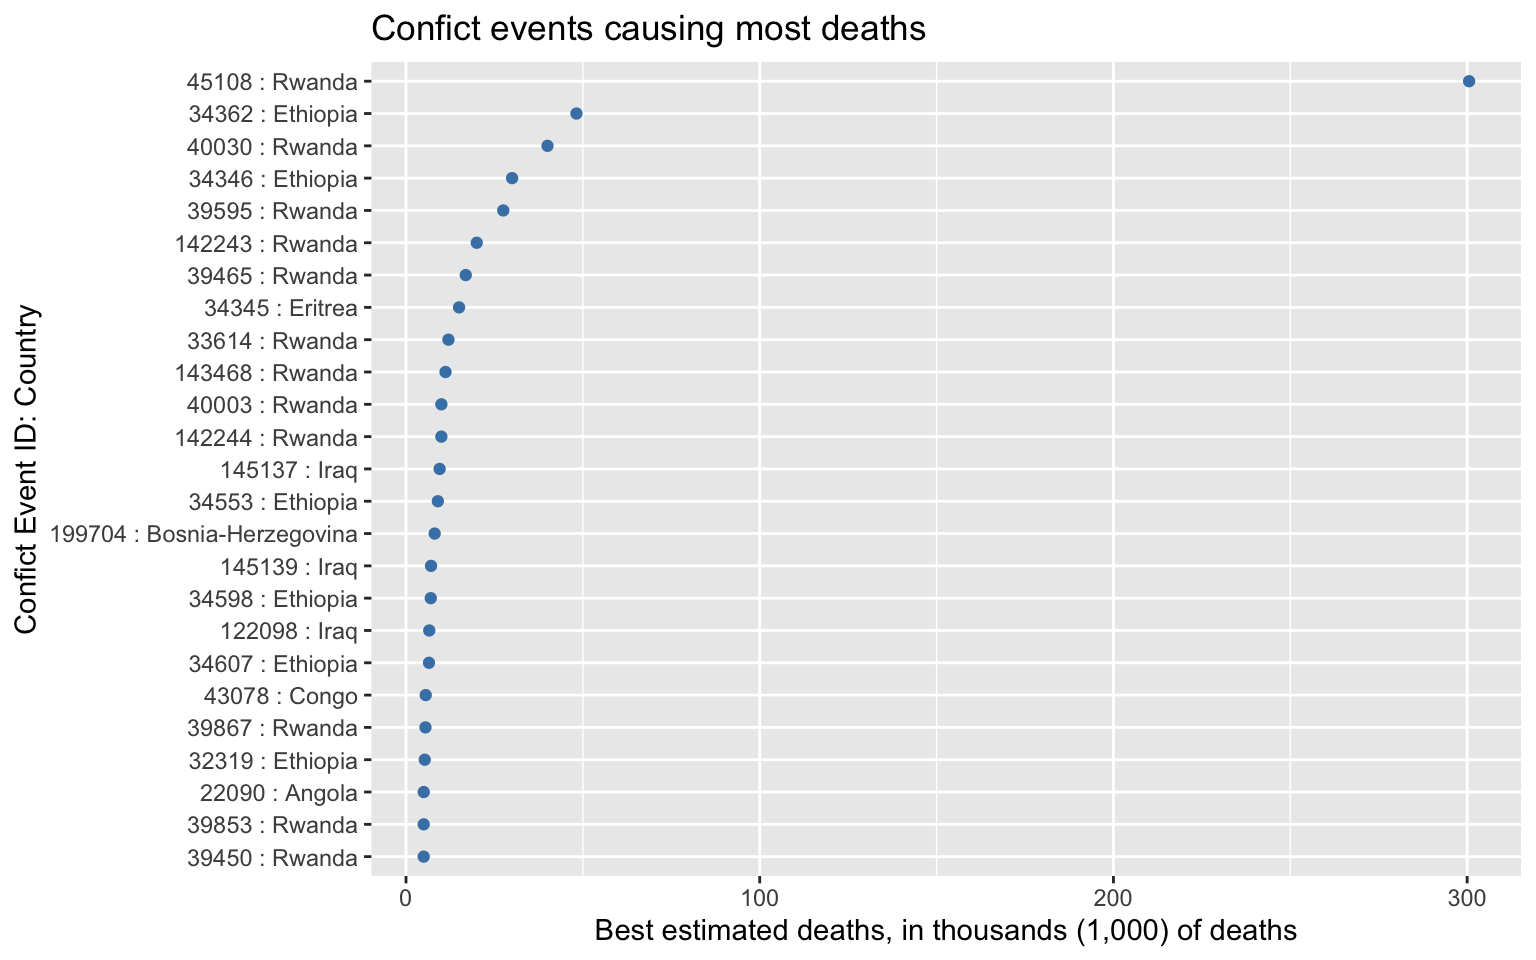 Confict events causing most deaths
Confict Event ID: Country
45108 : Rwanda
34362 : Ethiopia
40030 : Rwanda
34346 : Ethiopia
39595 : Rwanda
142243 : Rwanda
39465 : Rwanda
34345 : Eritrea
33614 : Rwanda
143468 : Rwanda
40003 : Rwanda
142244 : Rwanda
145137 : Iraq
34553 : Ethiopia
199704 : Bosnia-Herzegovina
145139 : Iraq
34598 : Ethiopia
122098 : Iraq
34607 : Ethiopia
43078 : Congo
39867 : Rwanda
32319 : Ethiopia
22090 : Angola
39853 : Rwanda
39450 : Rwanda
0 100 200 300
Best estimated deaths, in thousands (1,000) of deaths